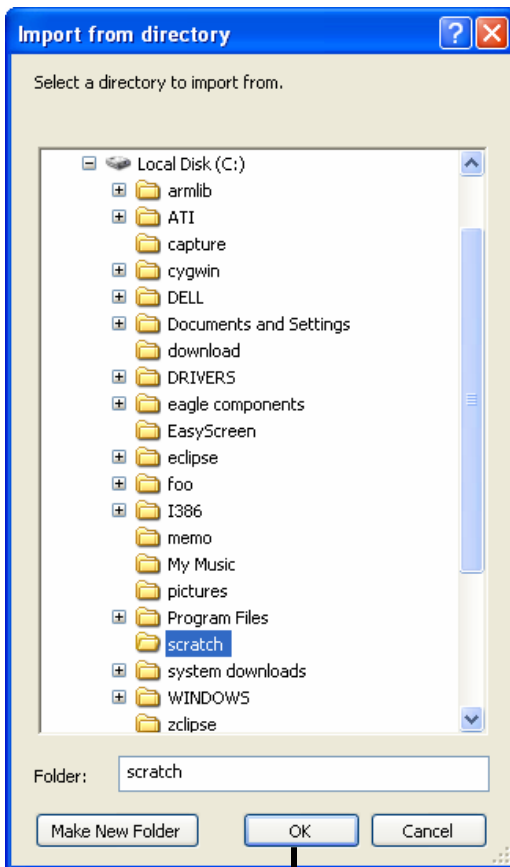 Import from directory
Select a directory to import from.
Local Disk (C:)
armlib
ATI
capture
cygwin
DELL
Documents and Settings
download
DRIVERS
eagle components
EasyScreen
eclipse
foo
I386
memo
My Music
pictures
Program Files
scratch
system downloads
WINDOWS
zclipse
Folder: scratch
Make New Folder OK Cancel